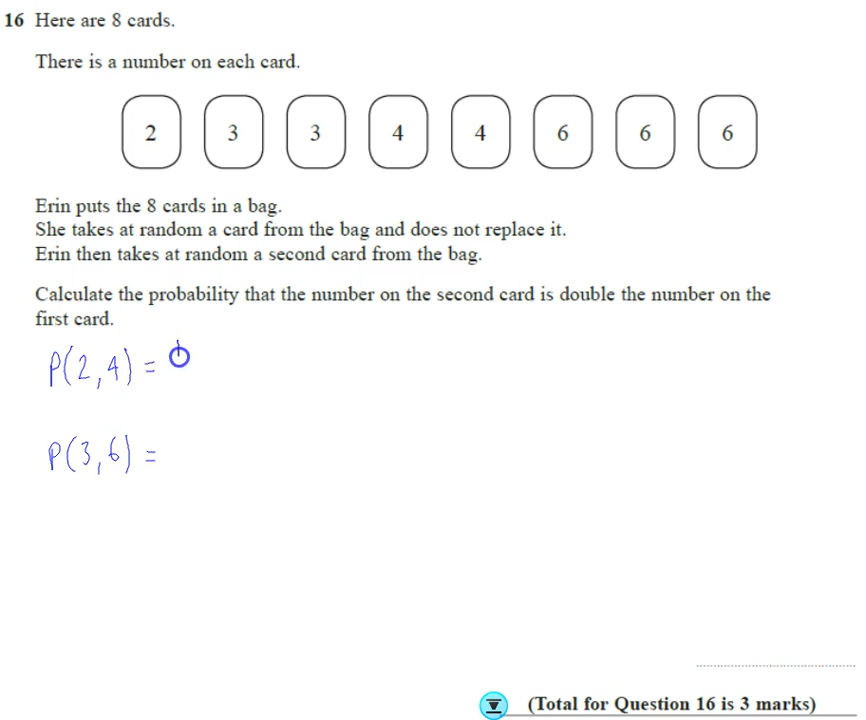 16 Here are 8 cards.
There is a number on each card.
2 3 3 4 4 6 6 6
Erin puts the 8 cards in a bag.
She takes at random a card from the bag and does not replace it.
Erin then takes at random a second card from the bag.
Calculate the probability that the number on the second card is double the number on the
first card.
P(2,4) =
P(3,6) =
(Total for Question 16 is 3 marks)